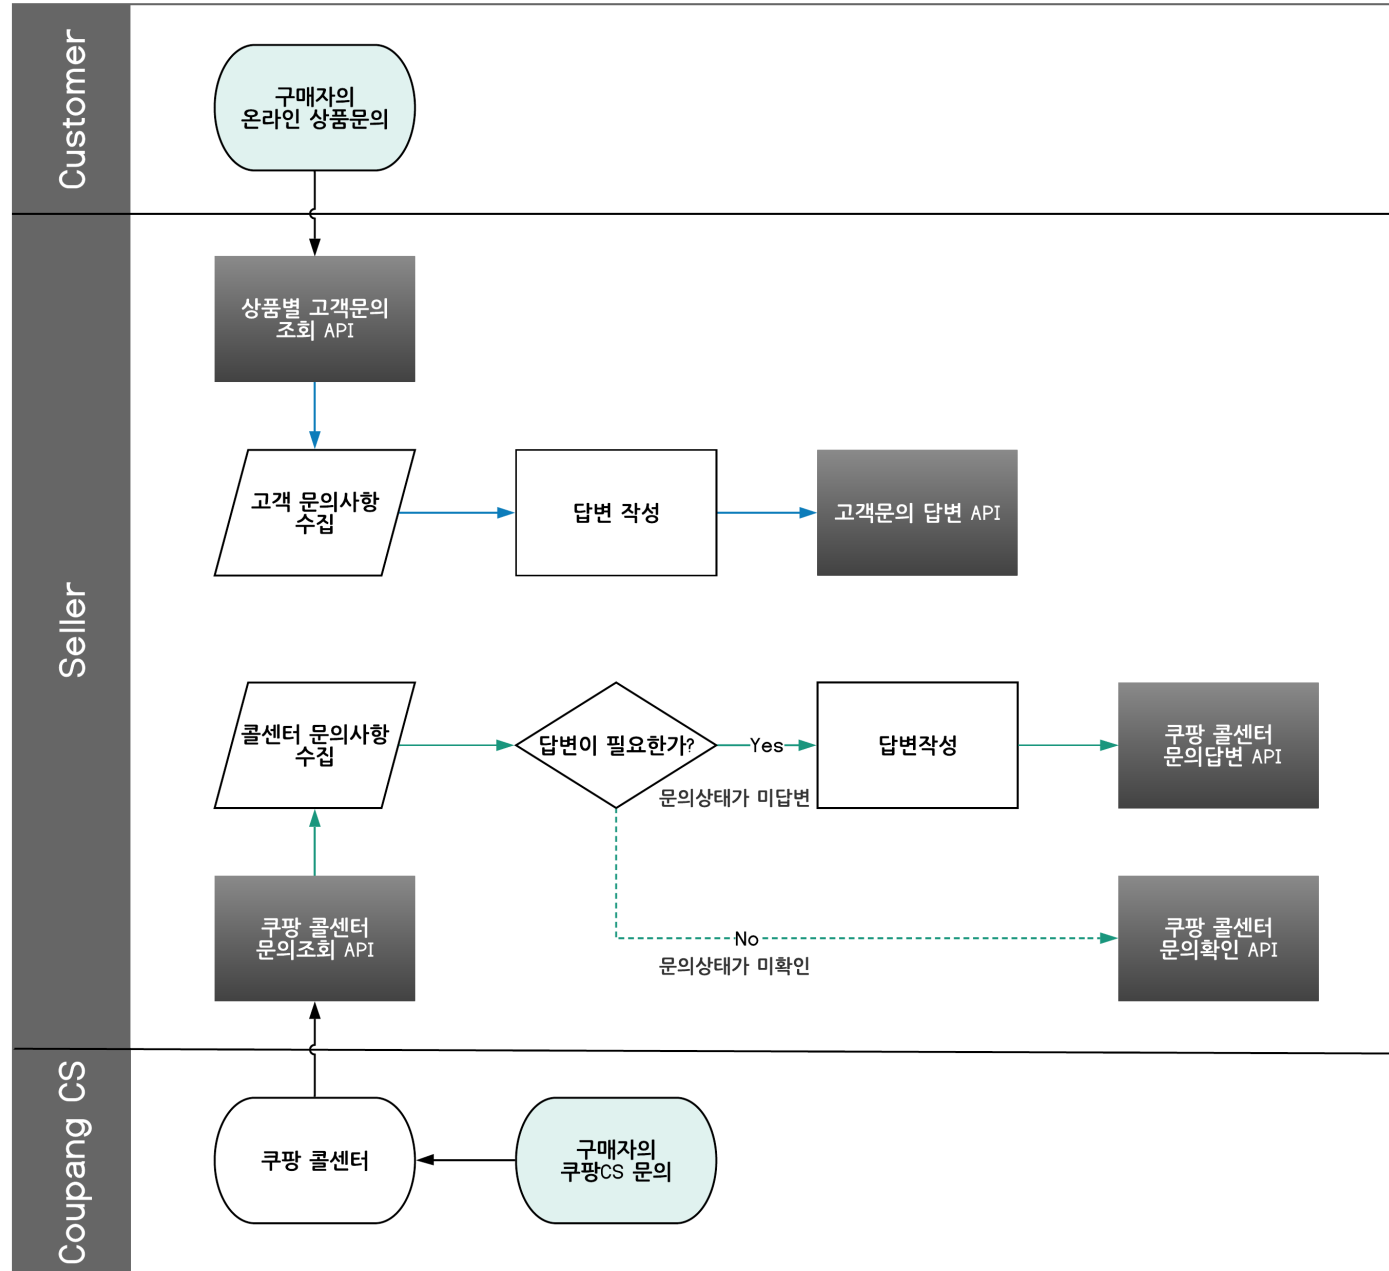 Customer
구매자의
온라인 상품문의
Seller
상품별 고객문의
조회 API
고객 문의사항
수집
답변 작성
고객문의 답변 API
콜센터 문의사항
수집
답변이 필요한가?
Yes
문의상태가 미답변
답변작성
쿠팡 콜센터
문의답변 API
쿠팡 콜센터
문의조회 API
No
문의상태가 미확인
쿠팡 콜센터
문의확인 API
Coupang CS
쿠팡 콜센터
구매자의
쿠팡CS 문의